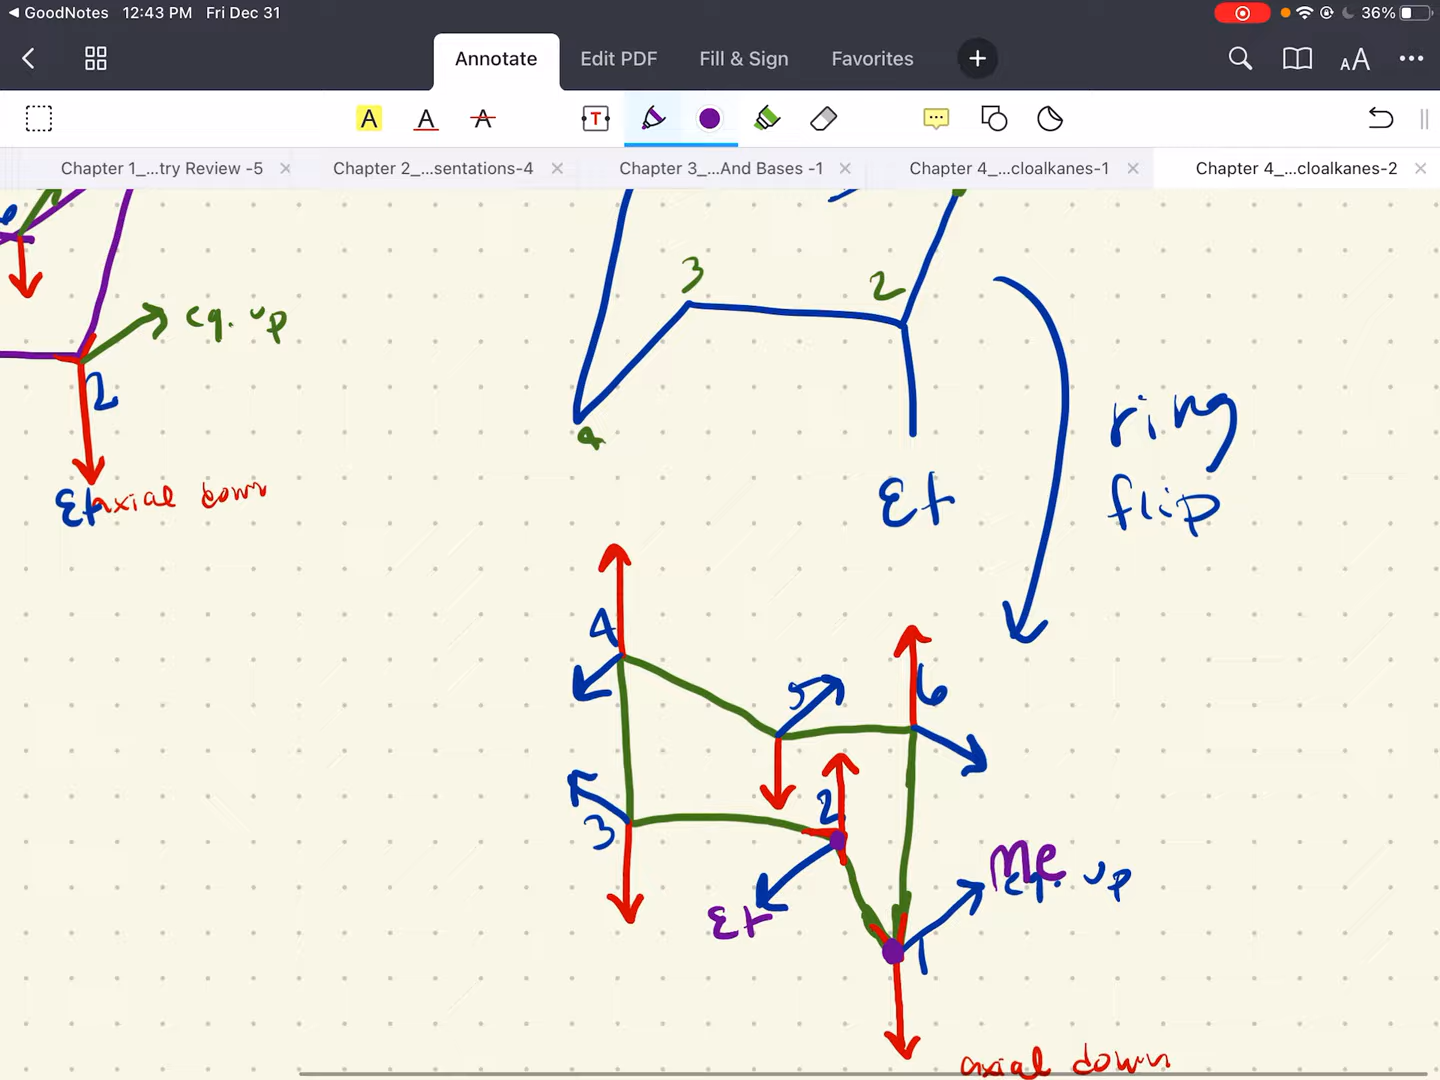 GoodNotes 12:43 PM Fri Dec 31 36%
Annotate Edit PDF Fill & Sign Favorites
A A A T AA
Chapter 1_...try Review -5 Chapter 2_...sentations-4 Chapter 3_...And Bases -1 Chapter 4_...cloalkanes-1 Chapter 4_...cloalkanes-2
3
2
eq. up
2
Et axial down
4
Et
ring
flip
4
5
6
2
3
Me
eq. up
Et
1
axial down